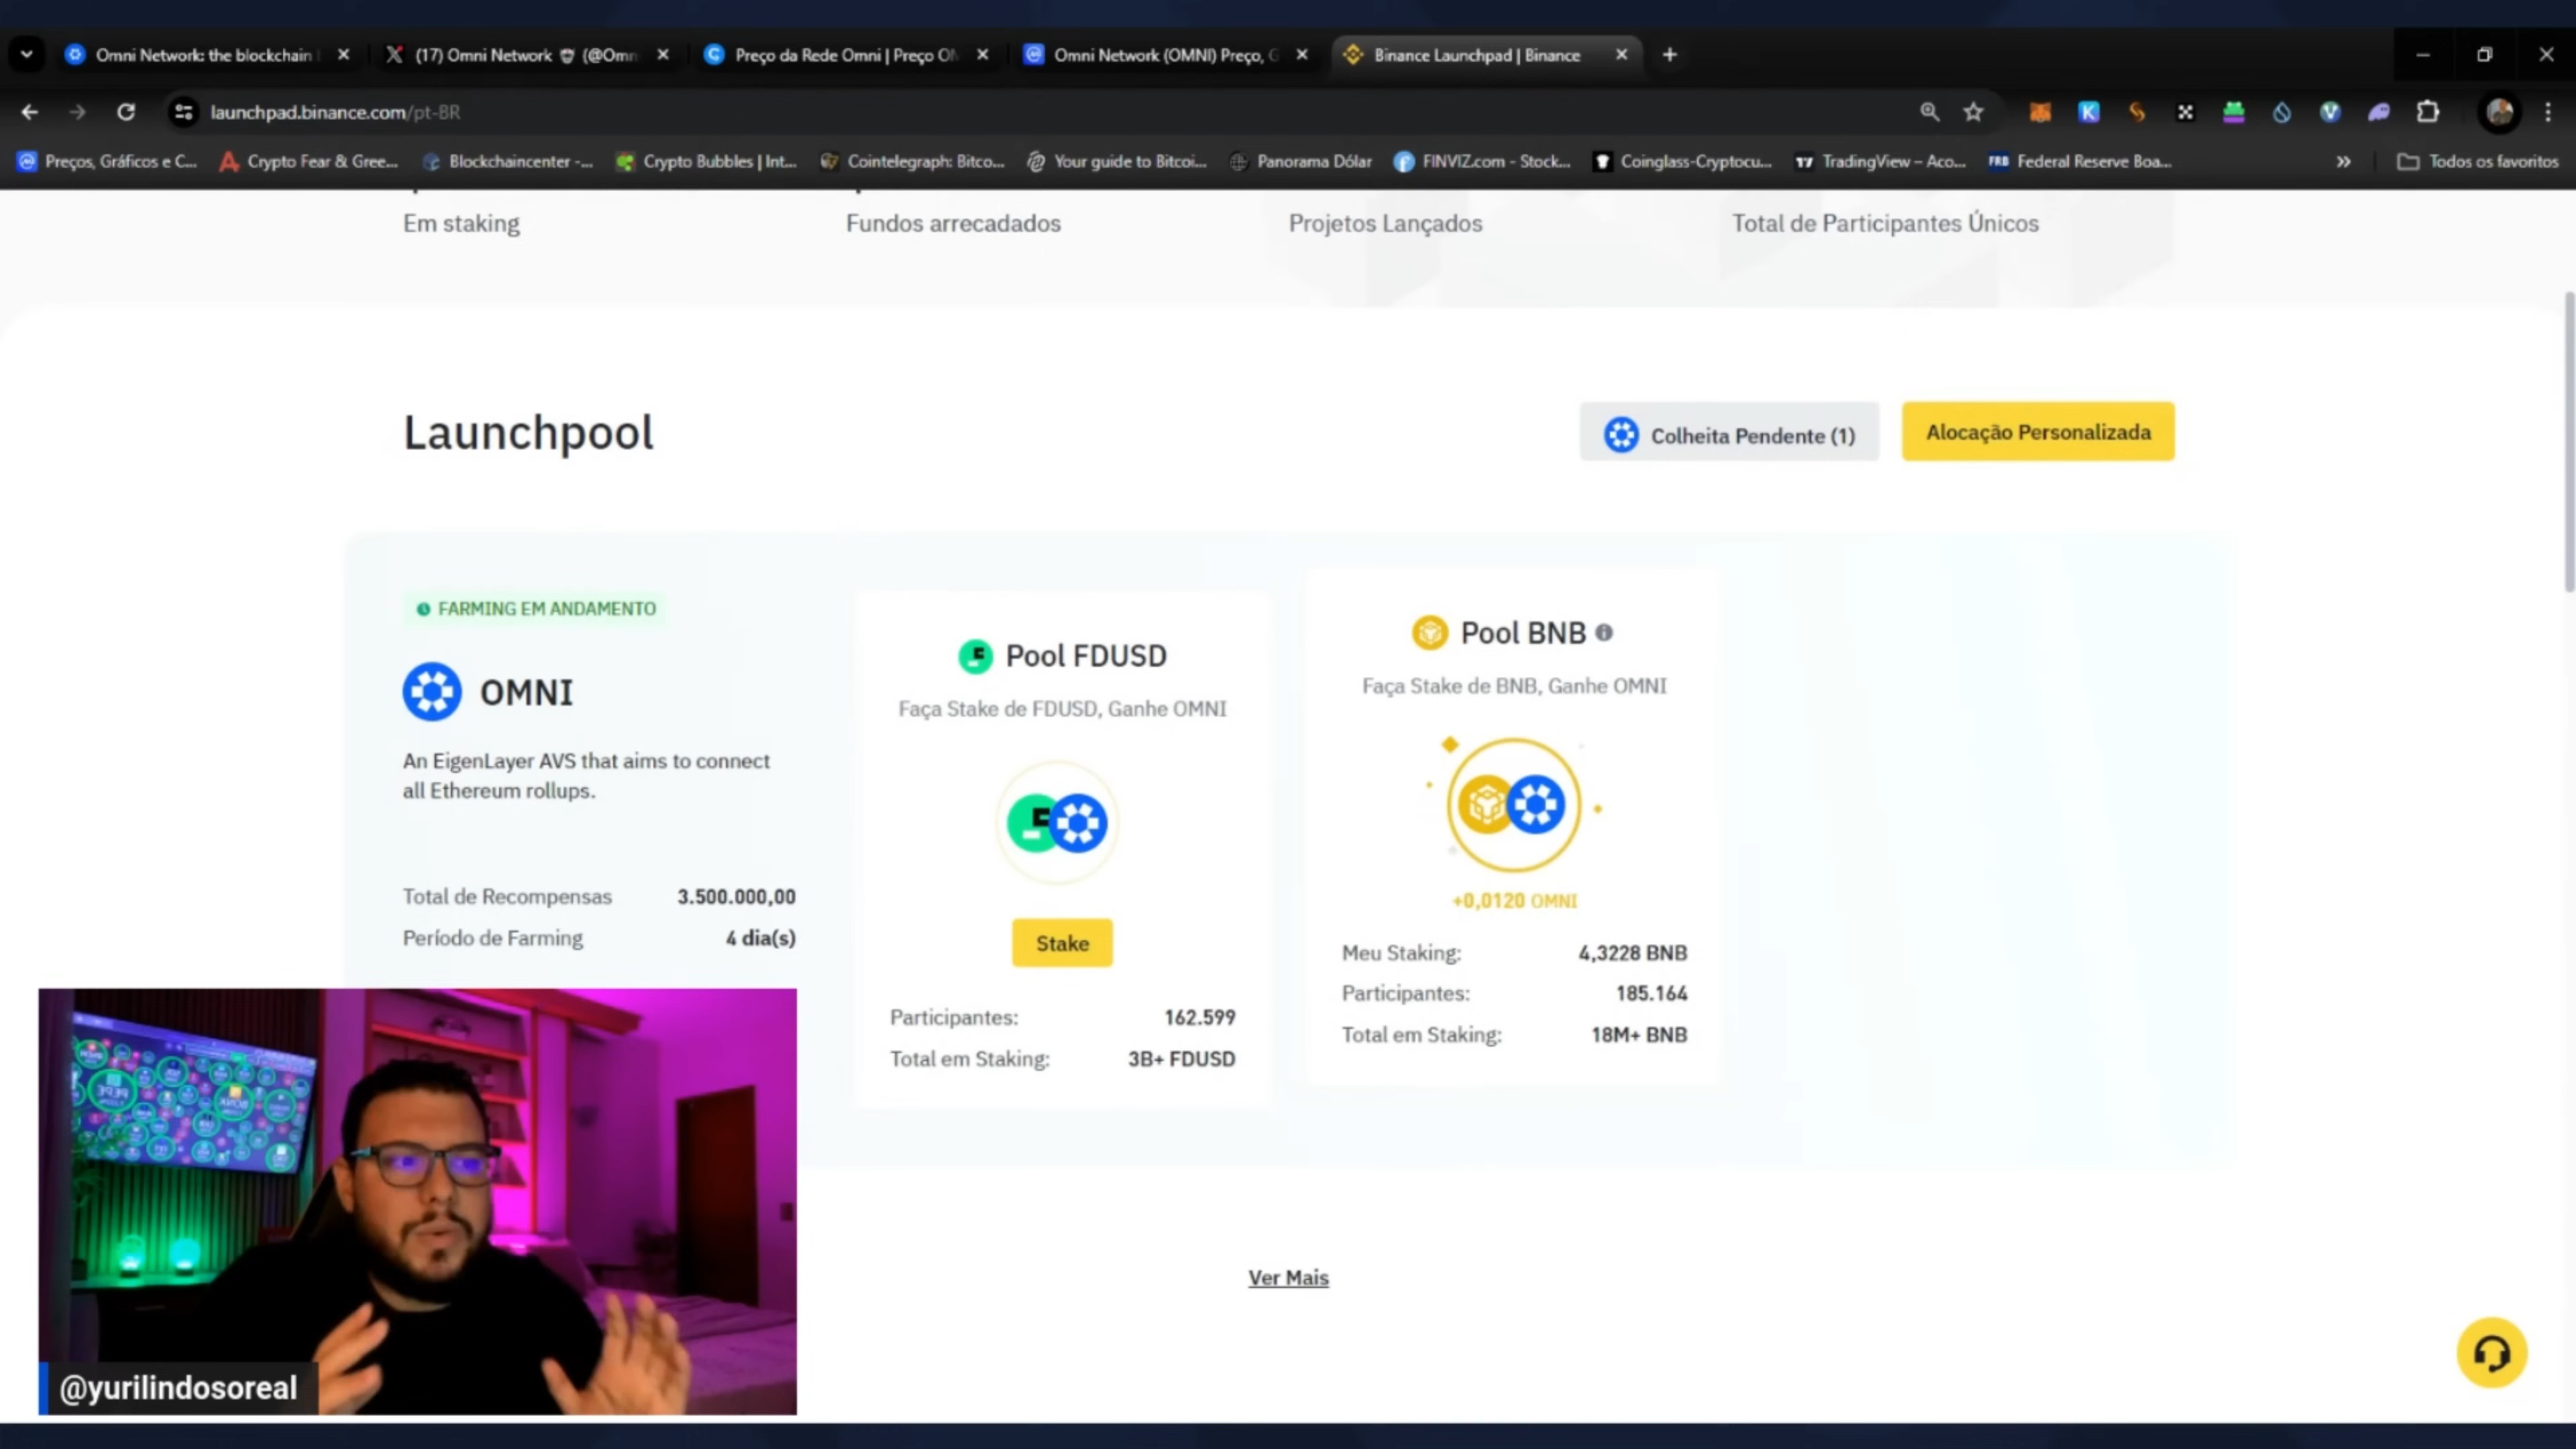 Omni Network: the blockchain
(17) Omni Network
(@Omn
Preço da Rede Omni | Preço OM
Omni Network (OMNI) Preço, G
Binance Launchpad | Binance
launchpad.binance.com/pt-BR
Preços, Gráficos e C...
Crypto Fear & Gree...
Blockchaincenter -...
Crypto Bubbles | Int...
Cointelegraph: Bitco...
Your guide to Bitcoi...
Panorama Dólar
FINVIZ.com - Stock...
Coinglass-Cryptocu...
TradingView – Aco...
FRB
Federal Reserve Boa...
Todos os favoritos
Em staking
Fundos arrecadados
Projetos Lançados
Total de Participantes Únicos
Launchpool
Colheita Pendente (1)
Alocação Personalizada
FARMING EM ANDAMENTO
OMNI
An EigenLayer AVS that aims to connect
all Ethereum rollups.
Total de Recompensas 3.500.000,00
Período de Farming 4 dia(s)
Pool FDUSD
Faça Stake de FDUSD, Ganhe OMNI
Stake
Participantes: 162.599
Total em Staking: 3B+ FDUSD
Pool BNB
Faça Stake de BNB, Ganhe OMNI
+0,0120 OMNI
Meu Staking: 4,3228 BNB
Participantes: 185.164
Total em Staking: 18M+ BNB
Ver Mais
@yurilindosoreal